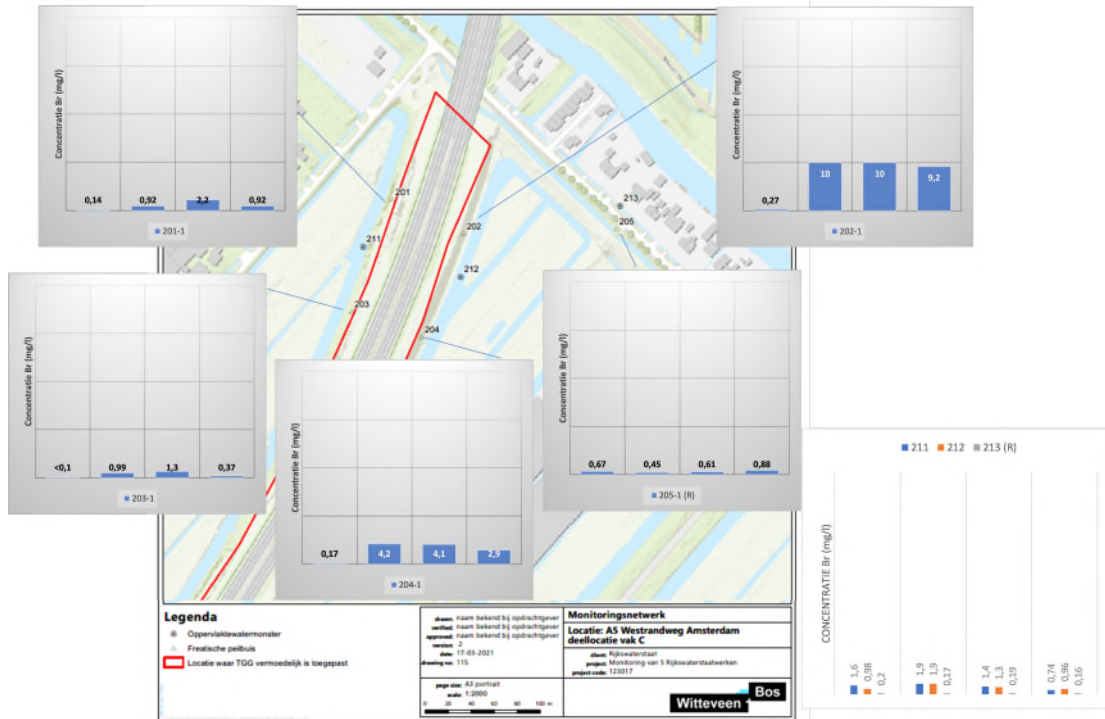 Concentratie Br (mg/l)
0,14
0,92
2,2
0,92
201-1
Concentratie Br (mg/l)
0,27
10
10
9,2
202-1
201
202
211
212
213
205
203
204
Concentratie Br (mg/l)
<0,1
0,99
1,3
0,37
203-1
Concentratie Br (mg/l)
0,17
4,2
4,1
2,9
204-1
Concentratie Br (mg/l)
0,67
0,45
0,61
0,88
205-1 (R)
211 212 213 (R)
CONCENTRATIE Br (mg/l)
1,6
0,98
0,2
1,9
1,9
0,17
1,4
1,3
0,19
0,74
0,96
0,16
Legenda
Oppervlaktewatermonster
Freatische peilbuis
Locatie waar TGG vermoedelijk is toegepast
drawn: naam bekend bij opdrachtgever
verified: naam bekend bij opdrachtgever
approved: naam bekend bij opdrachtgever
version: 2
date: 17-03-2021
drawing no: 115
page size: A3 portrait
scale: 1:2000
0 20 40 60 80 100 m
Monitoringsnetwerk
Locatie: A5 Westrandweg Amsterdam
deellocatie vak C
client: Rijkswaterstaat
project: Monitoring van 5 Rijkswaterstaatwerken
project code: 123017
Witteveen Bos